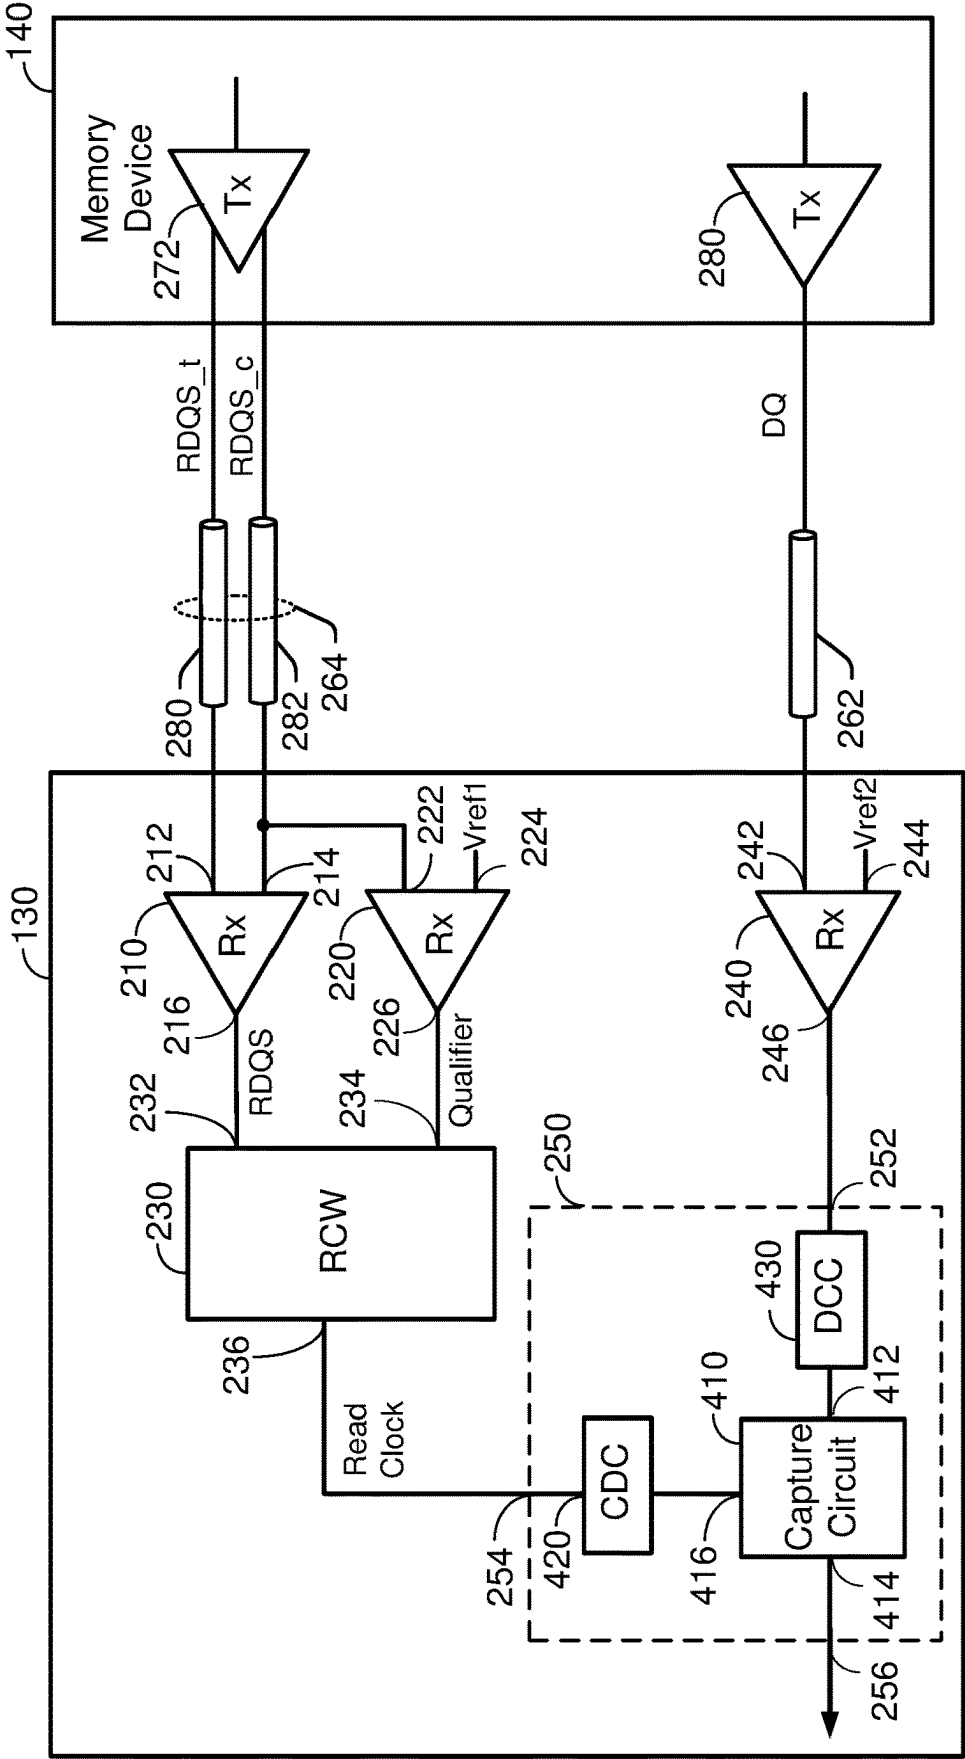 140
Memory
Device
272
Tx
280
Tx
RDQS_t
RDQS_c
DQ
280
282
264
262
130
212
214
222
Vref1
224
242
Vref2
244
210
Rx
220
Rx
240
Rx
216
226
246
RDQS
Qualifier
232
234
250
252
230
RCW
236
430
DCC
Read
Clock
410
412
254
420
CDC
416
Capture
Circuit
414
256